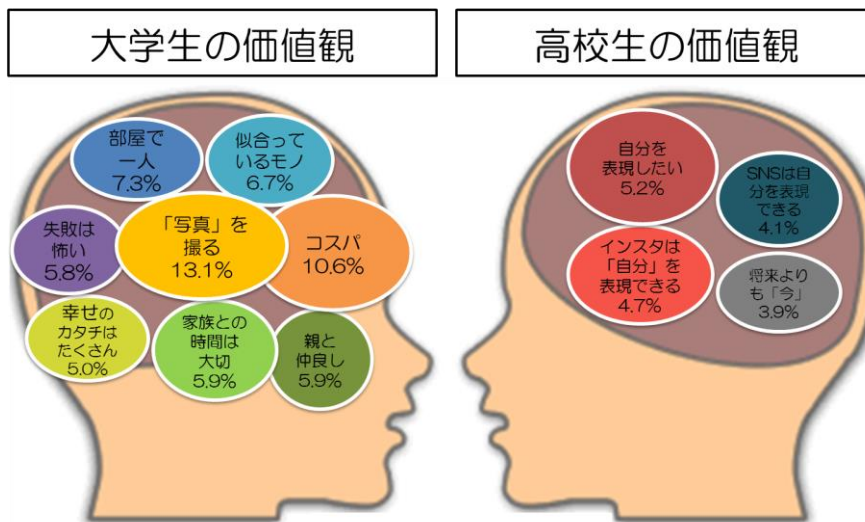 大学生の価値観
部屋で
一人
7.3%
似合って
いるモノ
6.7%
失敗は
怖い
5.8%
「写真」を
撮る
13.1%
コスパ
10.6%
幸せの
カタチは
たくさん
5.0%
家族との
時間は
大切
5.9%
親と
仲良し
5.9%
高校生の価値観
自分を
表現したい
5.2%
SNSは自
分を表現
できる
4.1%
インスタは
「自分」を
表現できる
4.7%
将来より
も「今」
3.9%